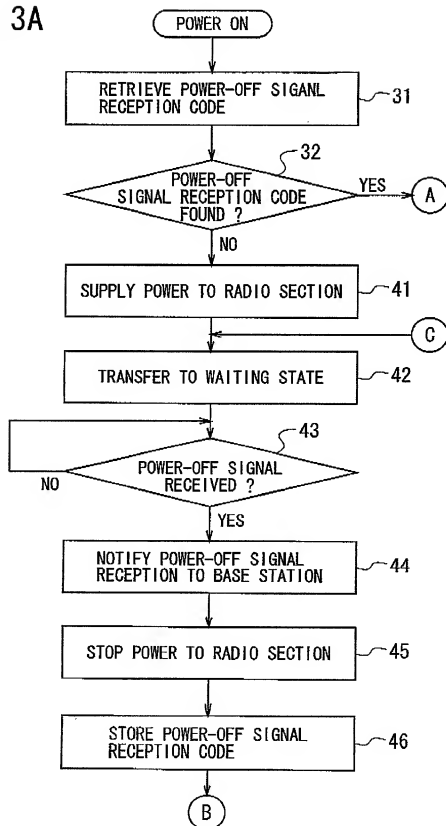 3A
POWER ON
RETRIEVE POWER-OFF SIGANL
RECEPTION CODE
31
32
POWER-OFF
SIGNAL RECEPTION CODE
FOUND ?
YES
A
NO
SUPPLY POWER TO RADIO SECTION
41
C
TRANSFER TO WAITING STATE
42
43
POWER-OFF SIGNAL
RECEIVED ?
NO
YES
NOTIFY POWER-OFF SIGNAL
RECEPTION TO BASE STATION
44
STOP POWER TO RADIO SECTION
45
STORE POWER-OFF SIGNAL
RECEPTION CODE
46
B